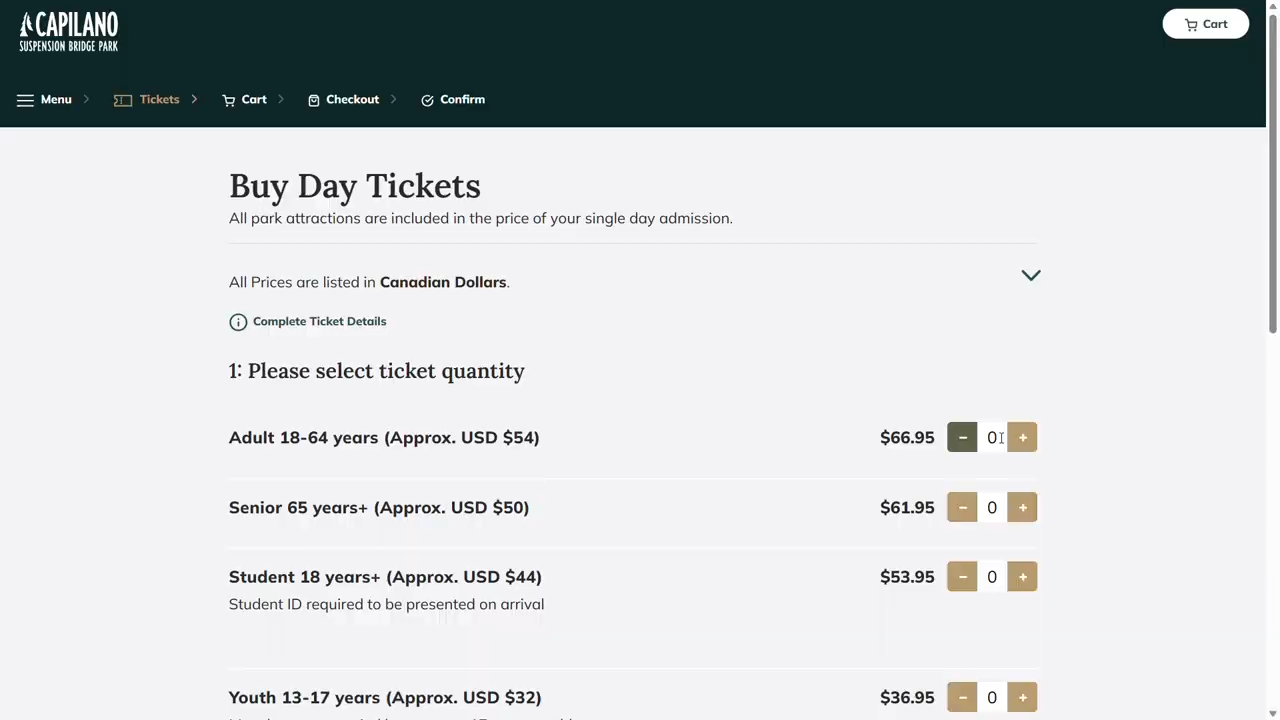 CAPILANO
SUSPENSION BRIDGE PARK
Cart
Menu
Tickets
Cart
Checkout
Confirm
Buy Day Tickets
All park attractions are included in the price of your single day admission.
All Prices are listed in Canadian Dollars.
Complete Ticket Details
1: Please select ticket quantity
Adult 18-64 years (Approx. USD $54) $66.95 - 0 +
Senior 65 years+ (Approx. USD $50) $61.95 - 0 +
Student 18 years+ (Approx. USD $44) $53.95 - 0 +
Student ID required to be presented on arrival
Youth 13-17 years (Approx. USD $32) $36.95 - 0 +